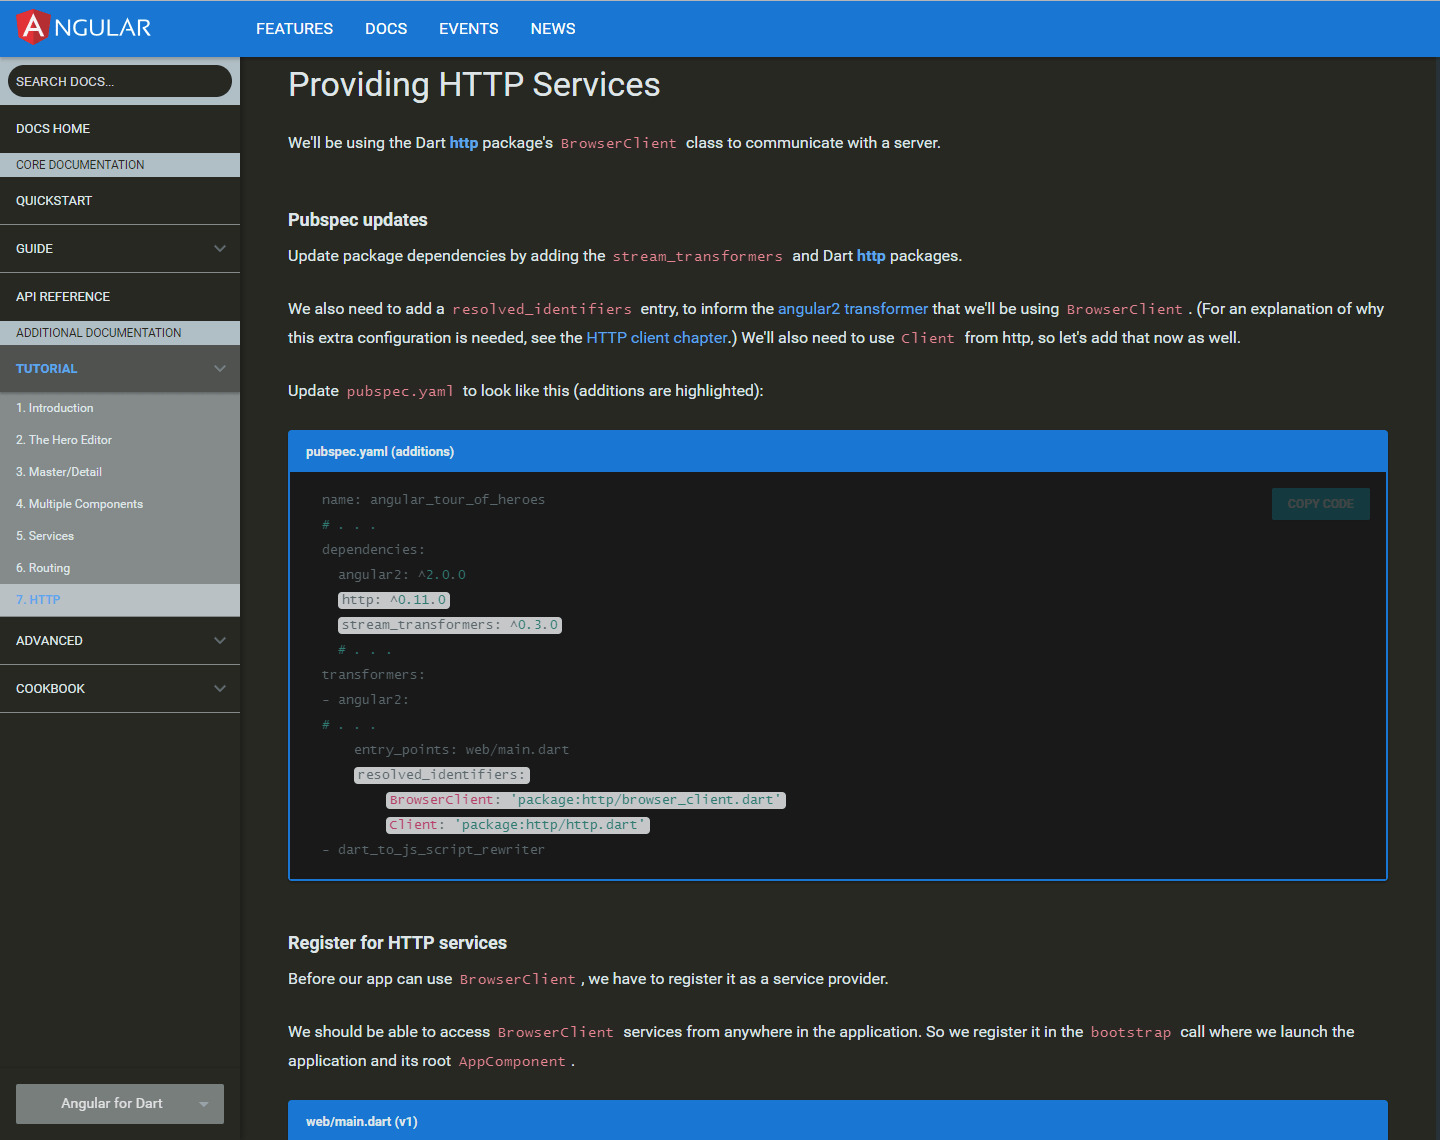 ANGULAR
FEATURES DOCS EVENTS NEWS
SEARCH DOCS...
DOCS HOME
CORE DOCUMENTATION
QUICKSTART
GUIDE
API REFERENCE
ADDITIONAL DOCUMENTATION
TUTORIAL
1. Introduction
2. The Hero Editor
3. Master/Detail
4. Multiple Components
5. Services
6. Routing
7. HTTP
ADVANCED
COOKBOOK
Angular for Dart
Providing HTTP Services
We'll be using the Dart http package's BrowserClient class to communicate with a server.
Pubspec updates
Update package dependencies by adding the stream_transformers and Dart http packages.
We also need to add a resolved_identifiers entry, to inform the angular2 transformer that we'll be using BrowserClient. (For an explanation of why
this extra configuration is needed, see the HTTP client chapter.) We'll also need to use Client from http, so let's add that now as well.
Update pubspec.yaml to look like this (additions are highlighted):
pubspec.yaml (additions)
COPY CODE
name: angular_tour_of_heroes
# . . .
dependencies:
  angular2: ^2.0.0
  http: ^0.11.0
  stream_transformers: ^0.3.0
  # . . .
transformers:
- angular2:
# . . .
    entry_points: web/main.dart
    resolved_identifiers:
        BrowserClient: 'package:http/browser_client.dart'
        Client: 'package:http/http.dart'
- dart_to_js_script_rewriter
Register for HTTP services
Before our app can use BrowserClient, we have to register it as a service provider.
We should be able to access BrowserClient services from anywhere in the application. So we register it in the bootstrap call where we launch the
application and its root AppComponent.
web/main.dart (v1)